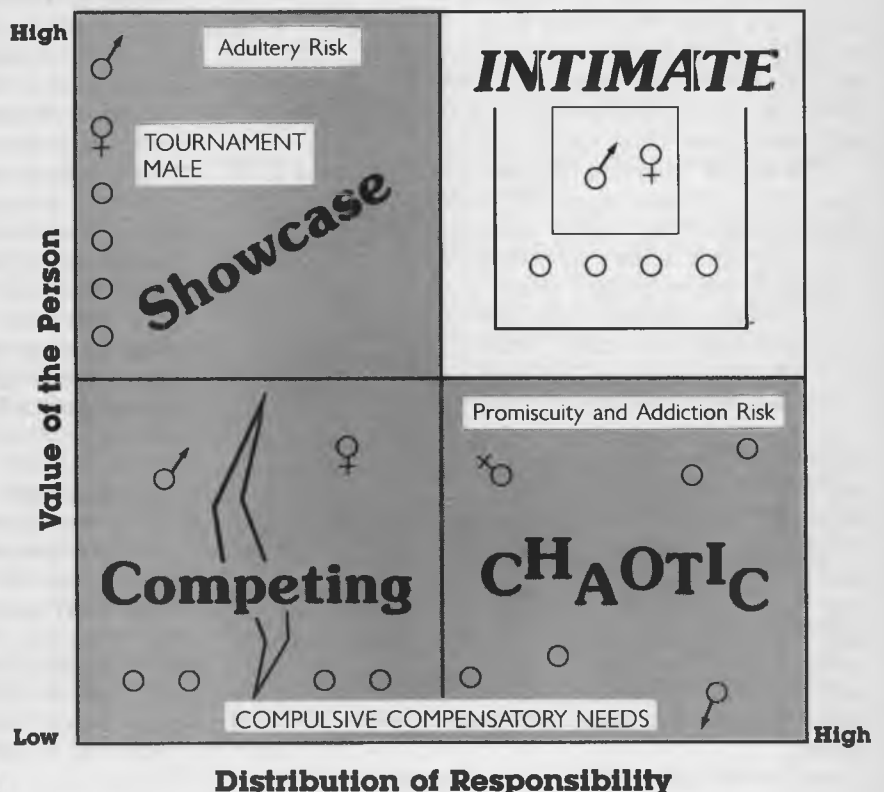 High
Adultery Risk
INTIMATE
TOURNAMENT
MALE
Showcase
Value of the Person
Promiscuity and Addiction Risk
Competing
CHAOTIC
COMPULSIVE COMPENSATORY NEEDS
Low
High
Distribution of Responsibility